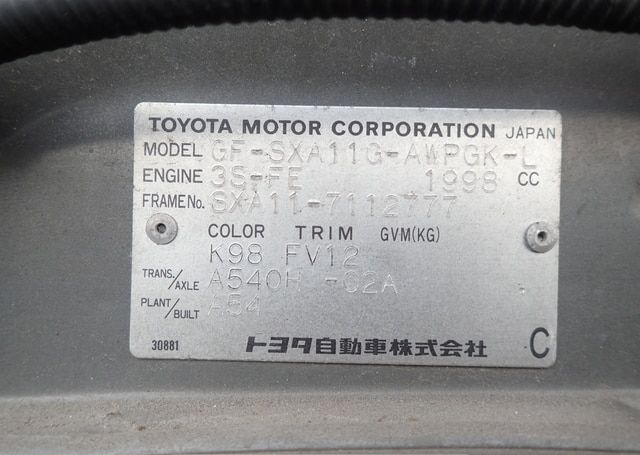 TOYOTA MOTOR CORPORATION JAPAN
MODEL GF-SXA11G-AWPGK-L
ENGINE 3S-FE 1998 CC
FRAME No. SXA11-7112777
COLOR TRIM GVM(KG)
K98 FV12
TRANS./AXLE A540H -62A
PLANT/BUILT A54
30881 トヨタ自動車株式会社 C